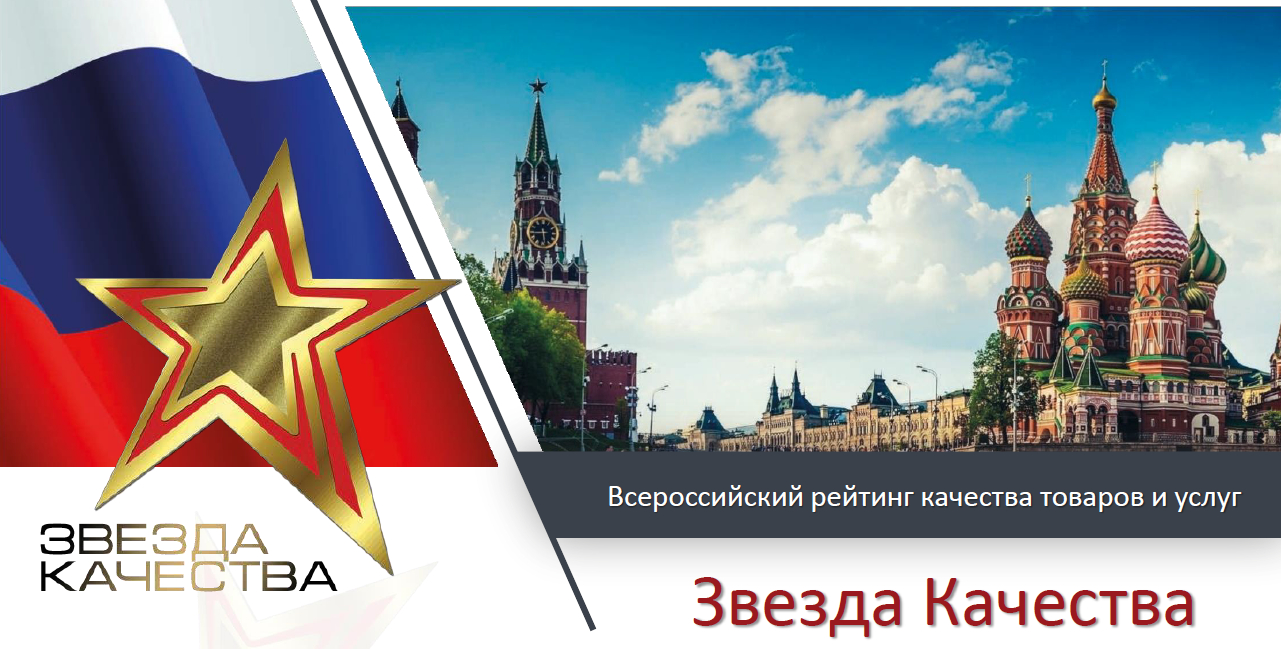 ЗВЕЗДА
КАЧЕСТВА
Всероссийский рейтинг качества товаров и услуг
Звезда Качества